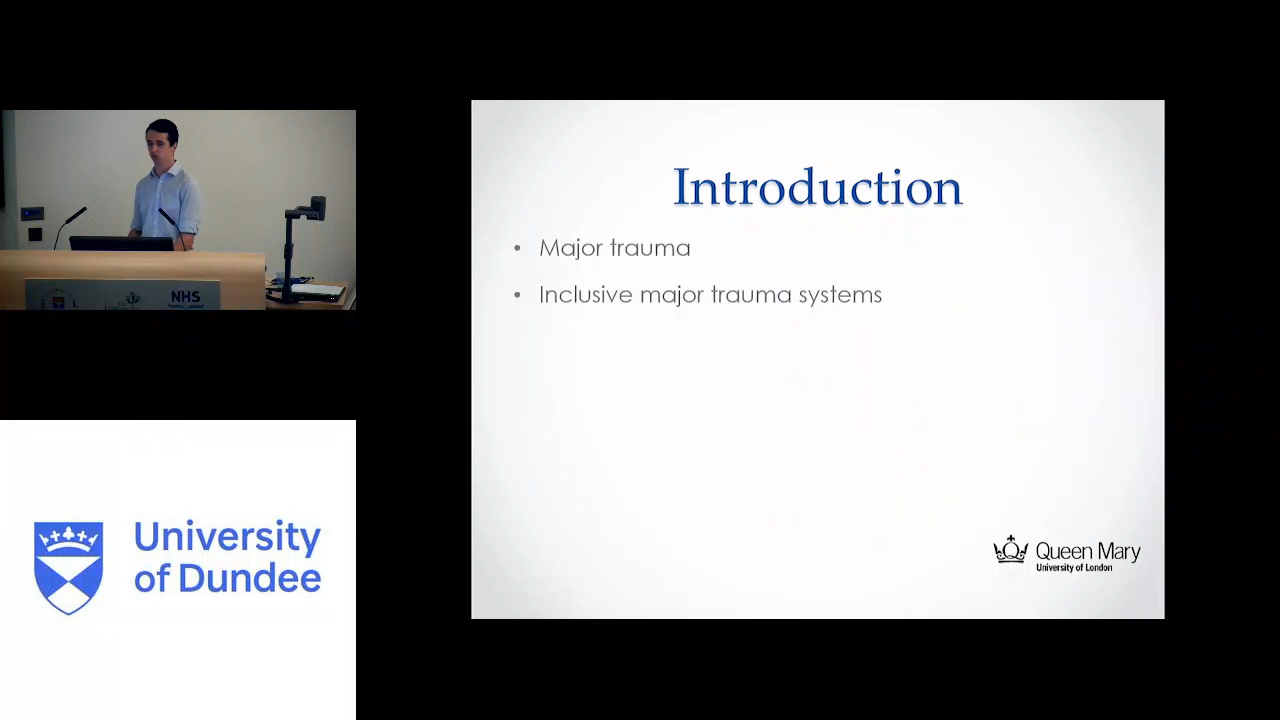 Introduction
• Major trauma
• Inclusive major trauma systems
Queen Mary
University of London
NHS
University
of Dundee